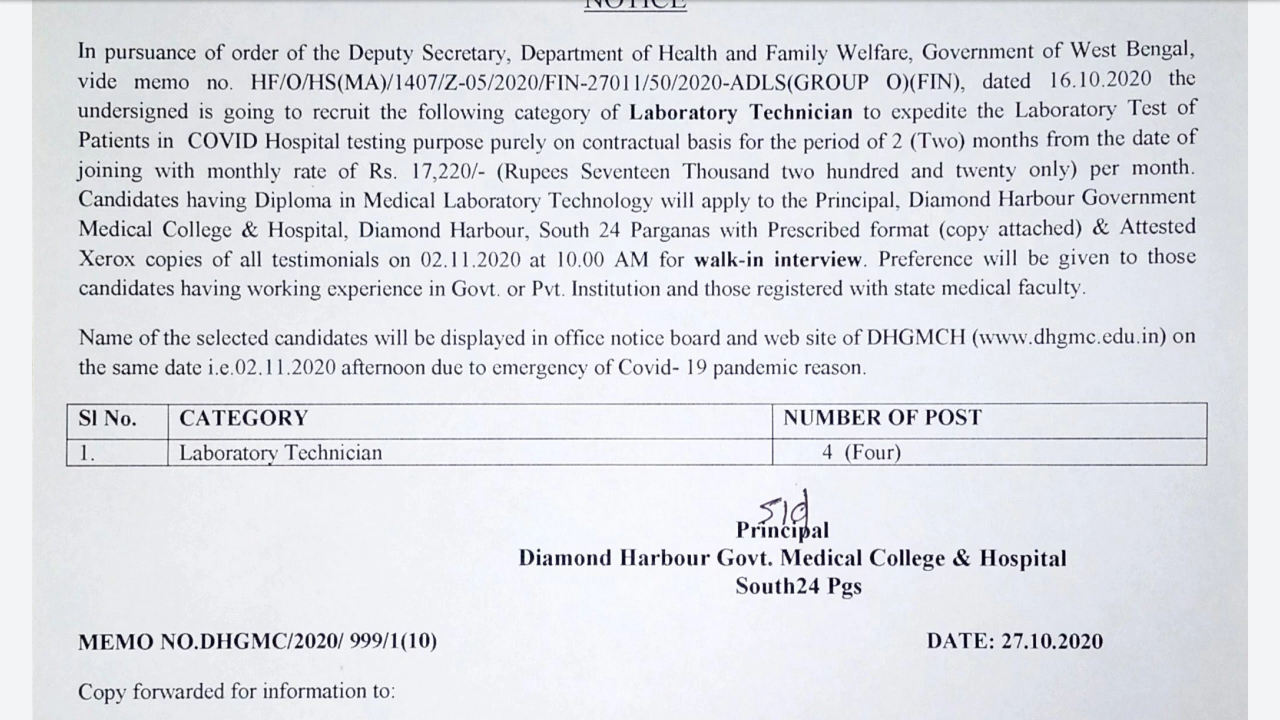 NOTICE
In pursuance of order of the Deputy Secretary, Department of Health and Family Welfare, Government of West Bengal,
vide memo no. HF/O/HS(MA)/1407/Z-05/2020/FIN-27011/50/2020-ADLS(GROUP O)(FIN), dated 16.10.2020 the
undersigned is going to recruit the following category of Laboratory Technician to expedite the Laboratory Test of
Patients in COVID Hospital testing purpose purely on contractual basis for the period of 2 (Two) months from the date of
joining with monthly rate of Rs. 17,220/- (Rupees Seventeen Thousand two hundred and twenty only) per month.
Candidates having Diploma in Medical Laboratory Technology will apply to the Principal, Diamond Harbour Government
Medical College & Hospital, Diamond Harbour, South 24 Parganas with Prescribed format (copy attached) & Attested
Xerox copies of all testimonials on 02.11.2020 at 10.00 AM for walk-in interview. Preference will be given to those
candidates having working experience in Govt. or Pvt. Institution and those registered with state medical faculty.
Name of the selected candidates will be displayed in office notice board and web site of DHGMCH (www.dhgmc.edu.in) on
the same date i.e.02.11.2020 afternoon due to emergency of Covid- 19 pandemic reason.
Sl No. CATEGORY NUMBER OF POST
1. Laboratory Technician 4 (Four)
S/d
Principal
Diamond Harbour Govt. Medical College & Hospital
South24 Pgs
MEMO NO.DHGMC/2020/ 999/1(10) DATE: 27.10.2020
Copy forwarded for information to: